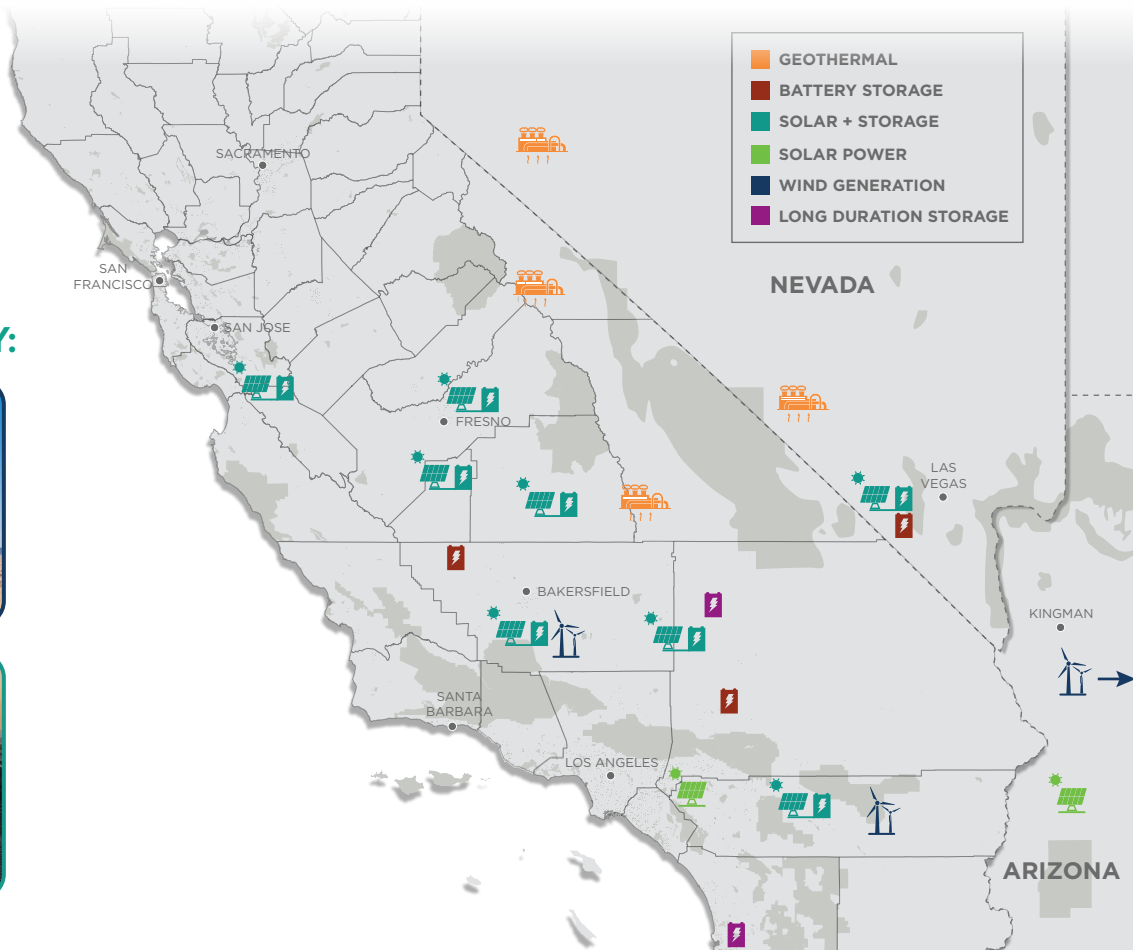 GEOTHERMAL
BATTERY STORAGE
SOLAR + STORAGE
SOLAR POWER
WIND GENERATION
LONG DURATION STORAGE
SACRAMENTO
SAN
FRANCISCO
NEVADA
SAN JOSE
Y:
FRESNO
LAS
VEGAS
BAKERSFIELD
KINGMAN
SANTA
BARBARA
LOS ANGELES
ARIZONA